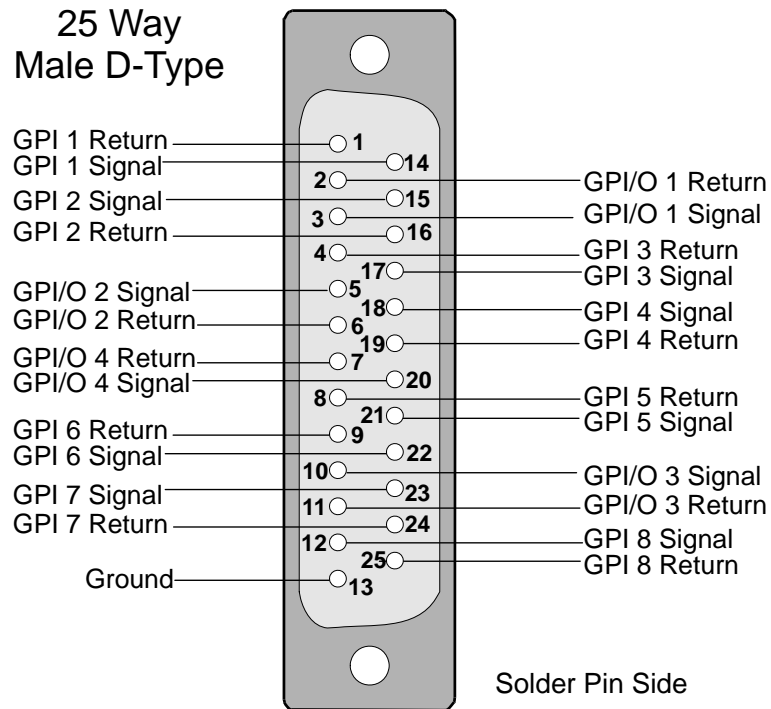 25 Way
Male D-Type
GPI 1 Return
GPI 1 Signal
GPI 2 Signal
GPI 2 Return
GPI/O 2 Signal
GPI/O 2 Return
GPI/O 4 Return
GPI/O 4 Signal
GPI 6 Return
GPI 6 Signal
GPI 7 Signal
GPI 7 Return
Ground
1
14
2
15
3
16
4
17
5
18
6
19
7
20
8
21
9
22
10
23
11
24
12
25
13
GPI/O 1 Return
GPI/O 1 Signal
GPI 3 Return
GPI 3 Signal
GPI 4 Signal
GPI 4 Return
GPI 5 Return
GPI 5 Signal
GPI/O 3 Signal
GPI/O 3 Return
GPI 8 Signal
GPI 8 Return
Solder Pin Side